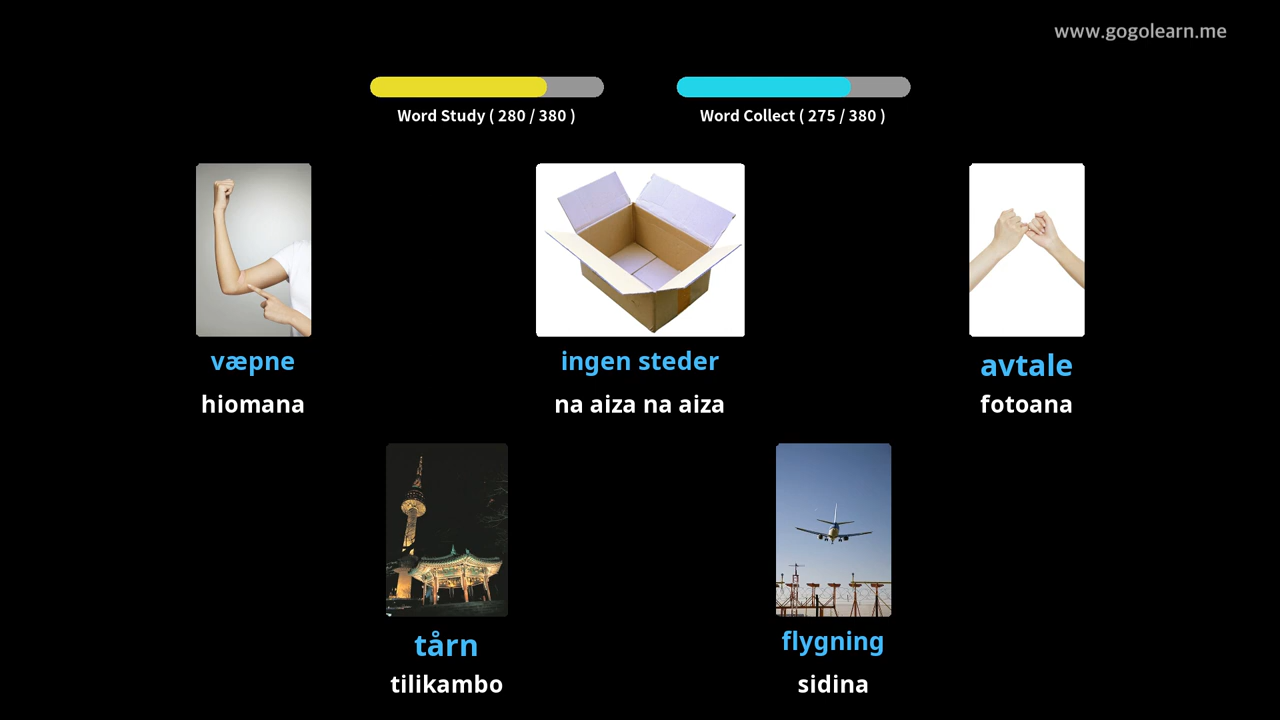 www.gogolearn.me
Word Study ( 280 / 380 )
Word Collect ( 275 / 380 )
væpne
hiomana
ingen steder
na aiza na aiza
avtale
fotoana
tårn
tilikambo
flygning
sidina